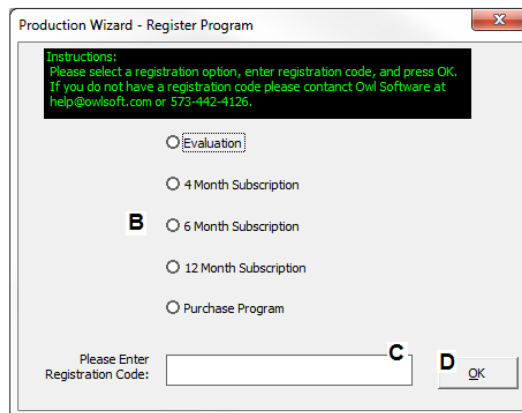 Production Wizard - Register Program
x
Instructions:
Please select a registration option, enter registration code, and press OK.
If you do not have a registration code please contanct Owl Software at
help@owlsoft.com or 573-442-4126.
Evaluation
4 Month Subscription
B
6 Month Subscription
12 Month Subscription
Purchase Program
Please Enter
Registration Code:
C
D
OK